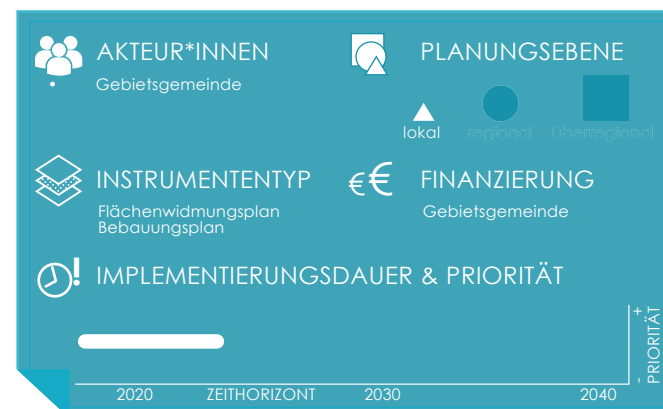 AKTEUR*INNEN
Gebietsgemeinde
PLANUNGSEBENE
lokal regional überregional
INSTRUMENTENTYP
Flächenwidmungsplan
Bebauungsplan
€€ FINANZIERUNG
Gebietsgemeinde
! IMPLEMENTIERUNGSDAUER & PRIORITÄT
+
PRIORITÄT
-
2020 ZEITHORIZONT 2030 2040